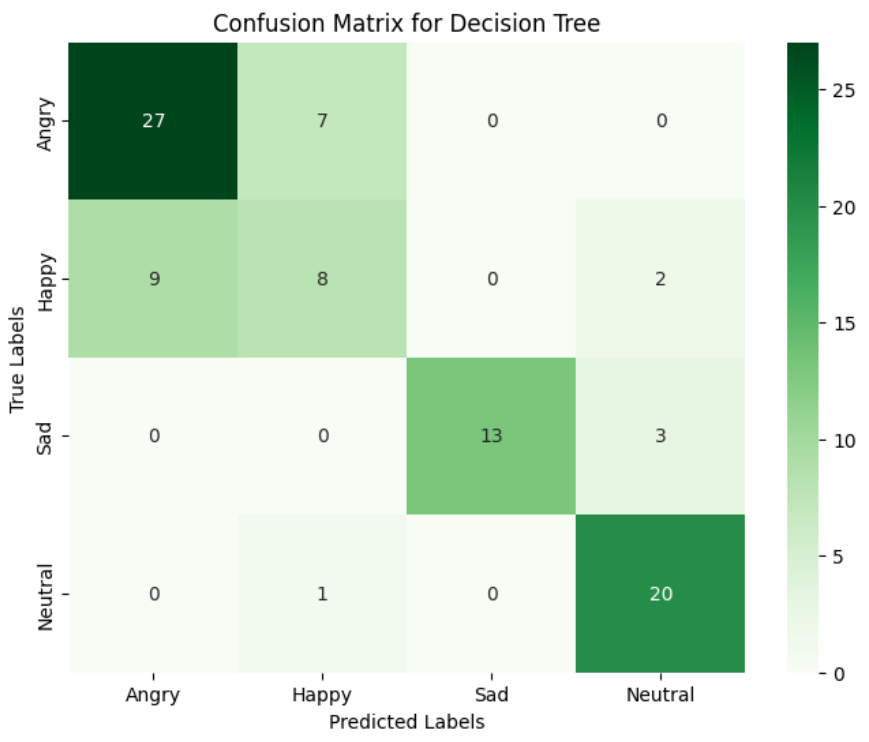 Confusion Matrix for Decision Tree
True Labels
Angry 27 7 0 0
Happy 9 8 0 2
Sad 0 0 13 3
Neutral 0 1 0 20
Angry Happy Sad Neutral
Predicted Labels
25
20
15
10
5
0